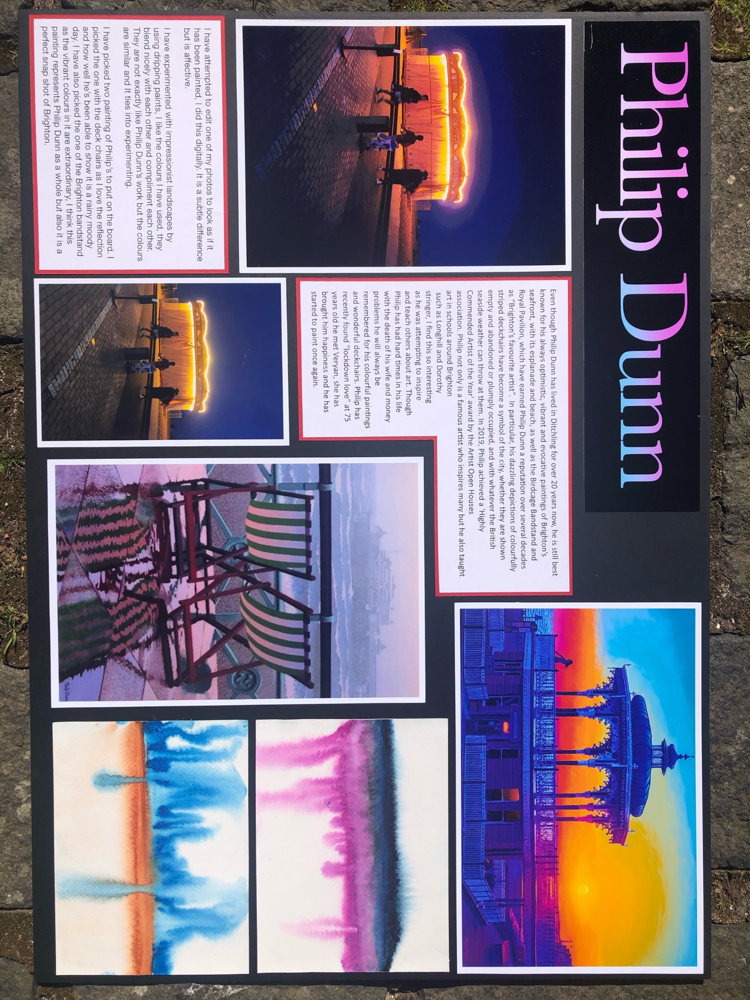 Philip Dunn
Even though Philip Dunn has lived in Ditchling for over 20 years now, he is still best
known for his always optimistic, vibrant and evocative paintings of Brighton's
seafront, with its esplanade and beach, as well as the Birdcage Bandstand and
Royal Pavilion, which have earned Philip Dunn a reputation over several decades
as "Brighton's favourite artist". In particular, his dazzling depictions of colourfully
striped deckchairs have become a symbol of the city, whether they are shown
empty and abandoned or plumply occupied, and with whatever the British
seaside weather can throw at them. In 2019, Philip achieved a 'Highly
Commended Artist of the Year' award by the Artist Open Houses
association. Philip not only is a famous artist who inspires many but he also taught
art in schools around Brighton
such as Longhill and Dorothy
stringer, I find this so interesting
as he was attempting to inspire
and teach others about art. Though
Philip has had hard times in his life
with the death of his wife and money
problems he will always be
remembered for his colourful paintings
and wonderful deckchairs. Philip has
recently found "lockdown love" at 75
years old he met Veryan, she has
brought him happiness and he has
started to paint once again.
I have attempted to edit one of my photos to look as if it
has been painted, I did this digitally. It is a subtle difference
but is affective.
I have experimented with impressionist landscapes by
using dripping paints, I like the colours I have used, they
blend nicely with each other and compliment each other.
They are not exactly like Philip Dunn's work but the colours
are similar and It ties into experimenting.
I have picked two painting of Philip's to put on the board. I
picked the one with the deck chairs as I love the reflection
and how well he's been able to show it is a rainy moody
day. I have also picked the one of the Brighton bandstand
as the vibrant colours in it are extraordinary, I think this
painting represents Philip Dunn as a whole but also it is a
perfect snap shot of Brighton.
Philip Dunn